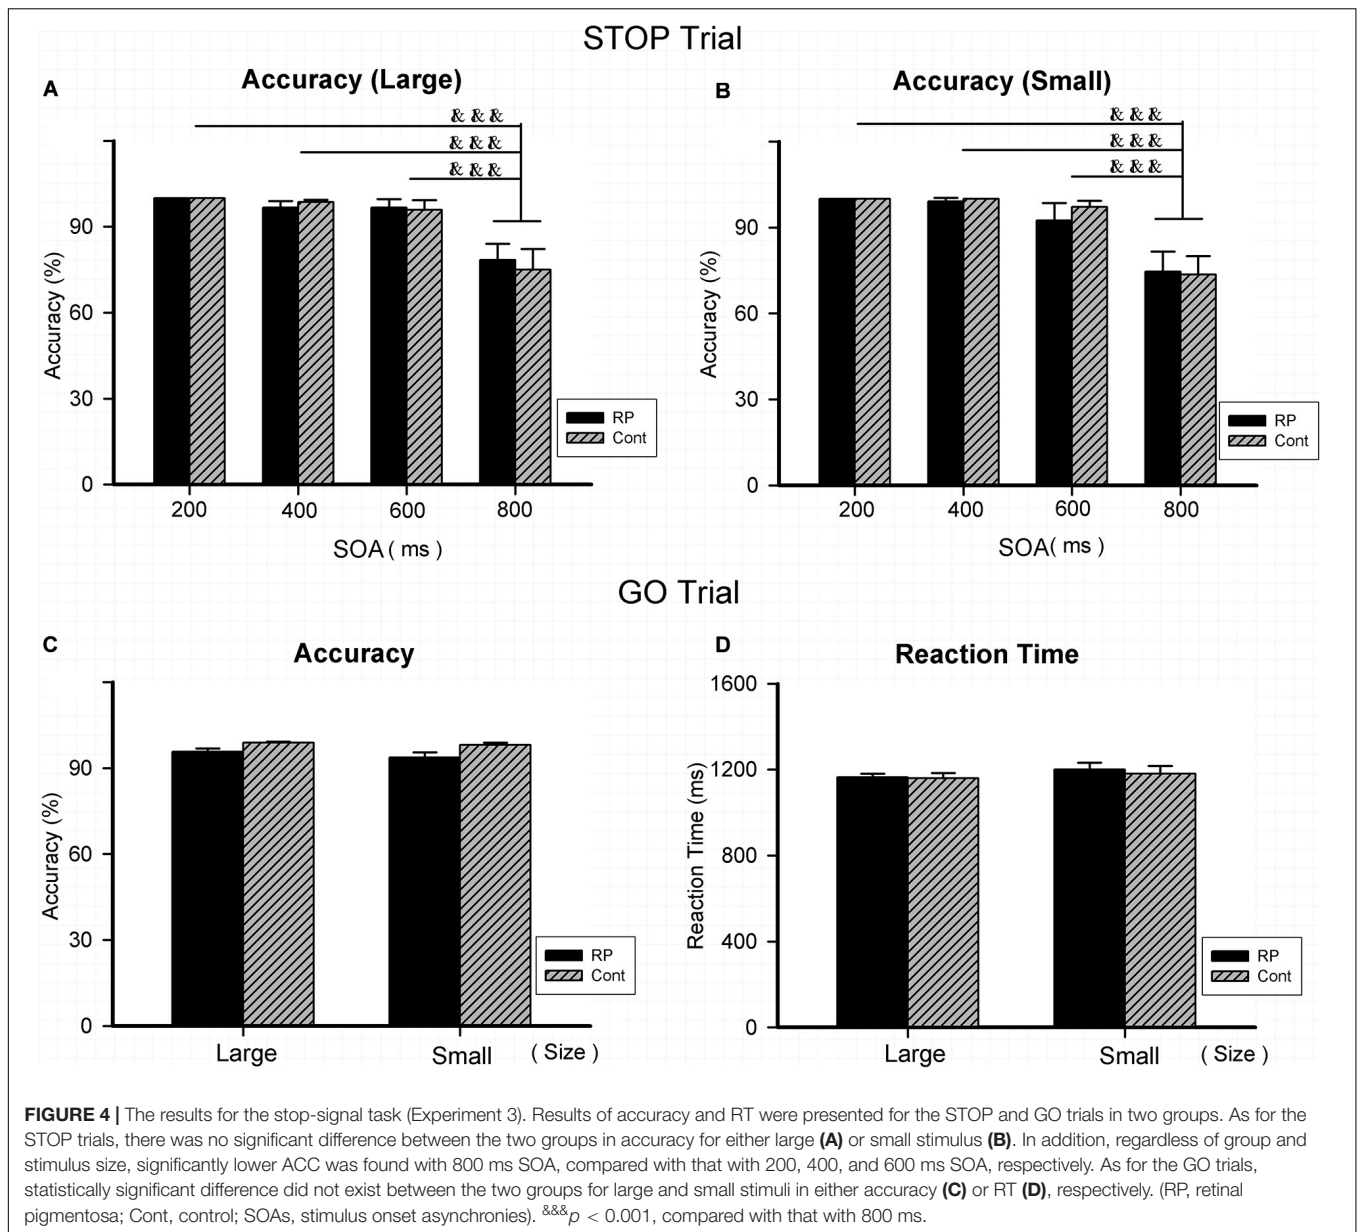 STOP Trial
A
Accuracy (Large)
&&&
&&&
&&&
90
60
30
0
Accuracy (%)
200 400 600 800
SOA ( ms )
RP
Cont
B
Accuracy (Small)
&&&
&&&
&&&
90
60
30
0
Accuracy (%)
200 400 600 800
SOA( ms )
RP
Cont
GO Trial
C
Accuracy
90
60
30
0
Accuracy (%)
Large Small ( Size )
RP
Cont
D
Reaction Time
1600
1200
800
400
0
Reaction Time (ms)
Large Small ( Size )
RP
Cont
FIGURE 4 | The results for the stop-signal task (Experiment 3). Results of accuracy and RT were presented for the STOP and GO trials in two groups. As for the
STOP trials, there was no significant difference between the two groups in accuracy for either large (A) or small stimulus (B). In addition, regardless of group and
stimulus size, significantly lower ACC was found with 800 ms SOA, compared with that with 200, 400, and 600 ms SOA, respectively. As for the GO trials,
statistically significant difference did not exist between the two groups for large and small stimuli in either accuracy (C) or RT (D), respectively. (RP, retinal
pigmentosa; Cont, control; SOAs, stimulus onset asynchronies). &&&p < 0.001, compared with that with 800 ms.